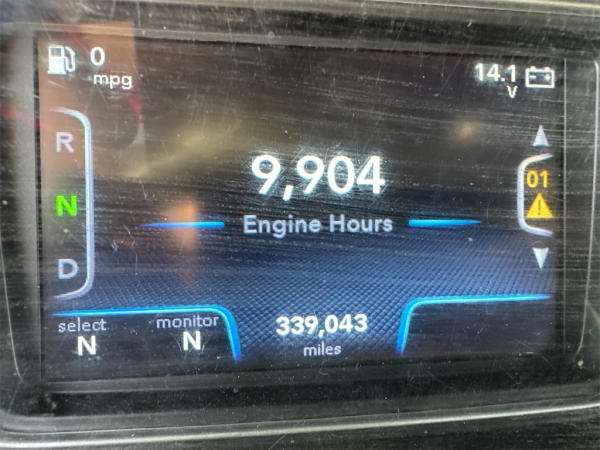 0
mpg
14.1
V
R
9,904
01
N
Engine Hours
D
select
monitor
339,043
N
N
miles